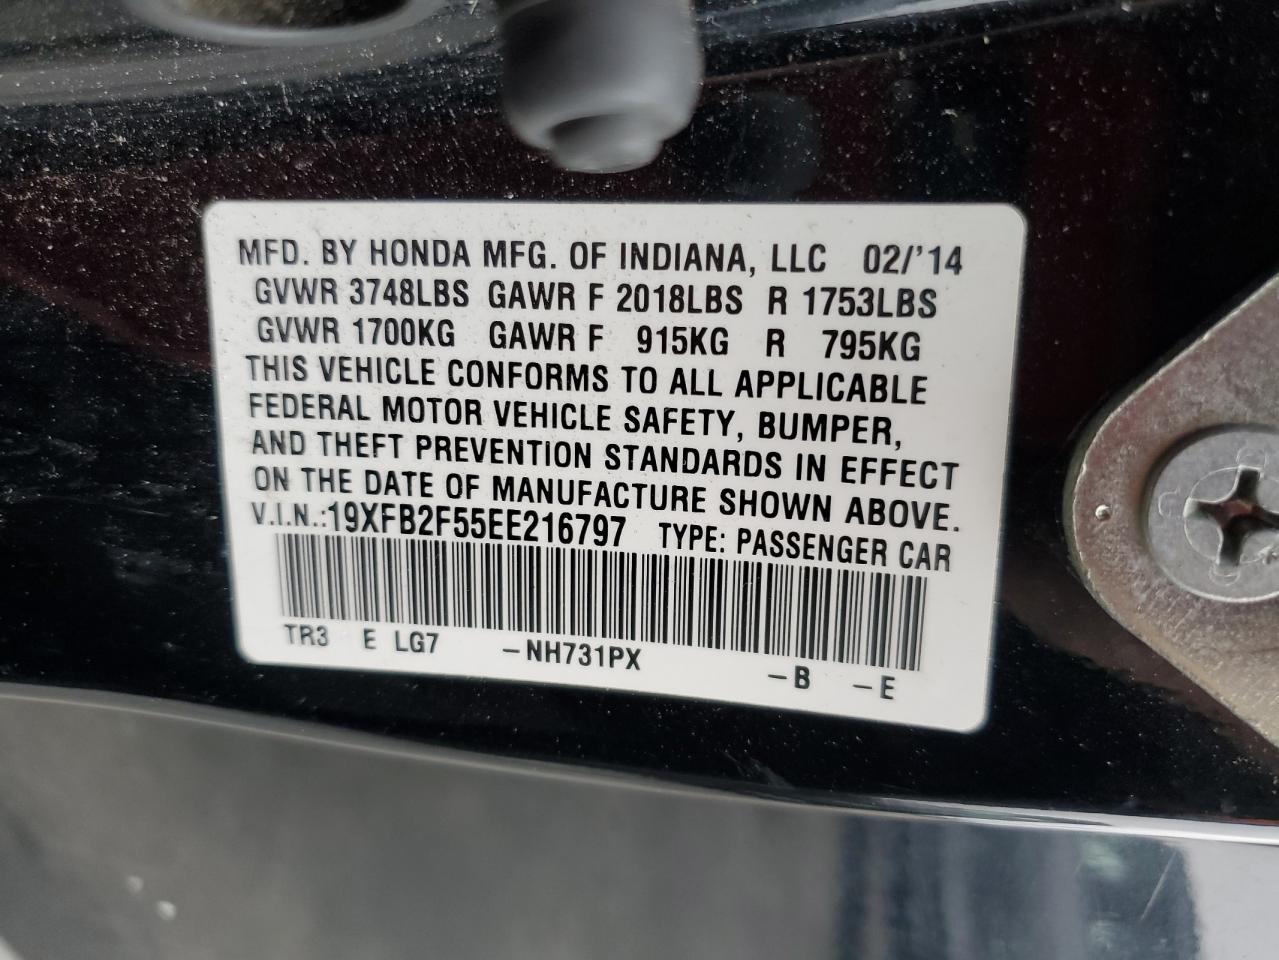 MFD. BY HONDA MFG. OF INDIANA, LLC 02/'14
GVWR 3748LBS GAWR F 2018LBS R 1753LBS
GVWR 1700KG GAWR F 915KG R 795KG
THIS VEHICLE CONFORMS TO ALL APPLICABLE
FEDERAL MOTOR VEHICLE SAFETY, BUMPER,
AND THEFT PREVENTION STANDARDS IN EFFECT
ON THE DATE OF MANUFACTURE SHOWN ABOVE.
V.I.N.:19XFB2F55EE216797 TYPE: PASSENGER CAR
TR3 E LG7 -NH731PX -B -E